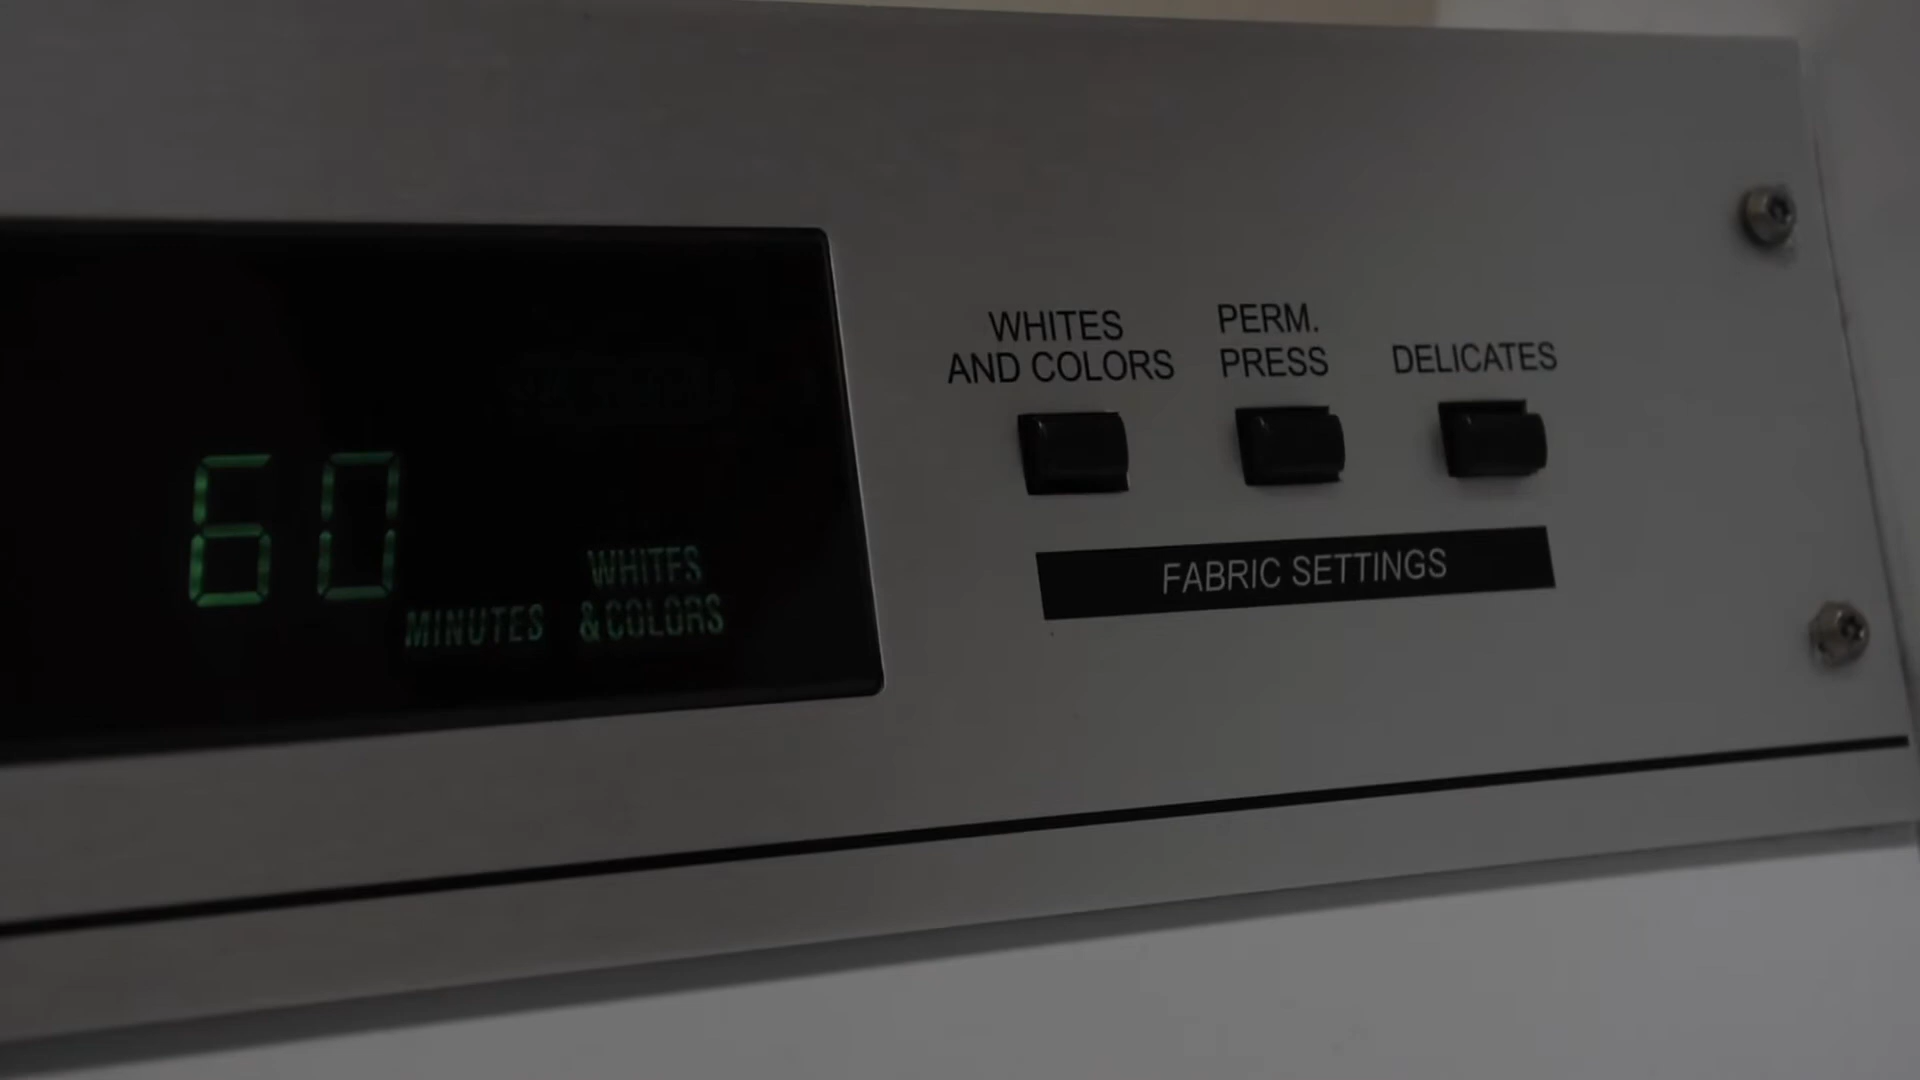 WHITES
AND COLORS
PERM.
PRESS
DELICATES
60
MINUTES
WHITES
&COLORS
FABRIC SETTINGS